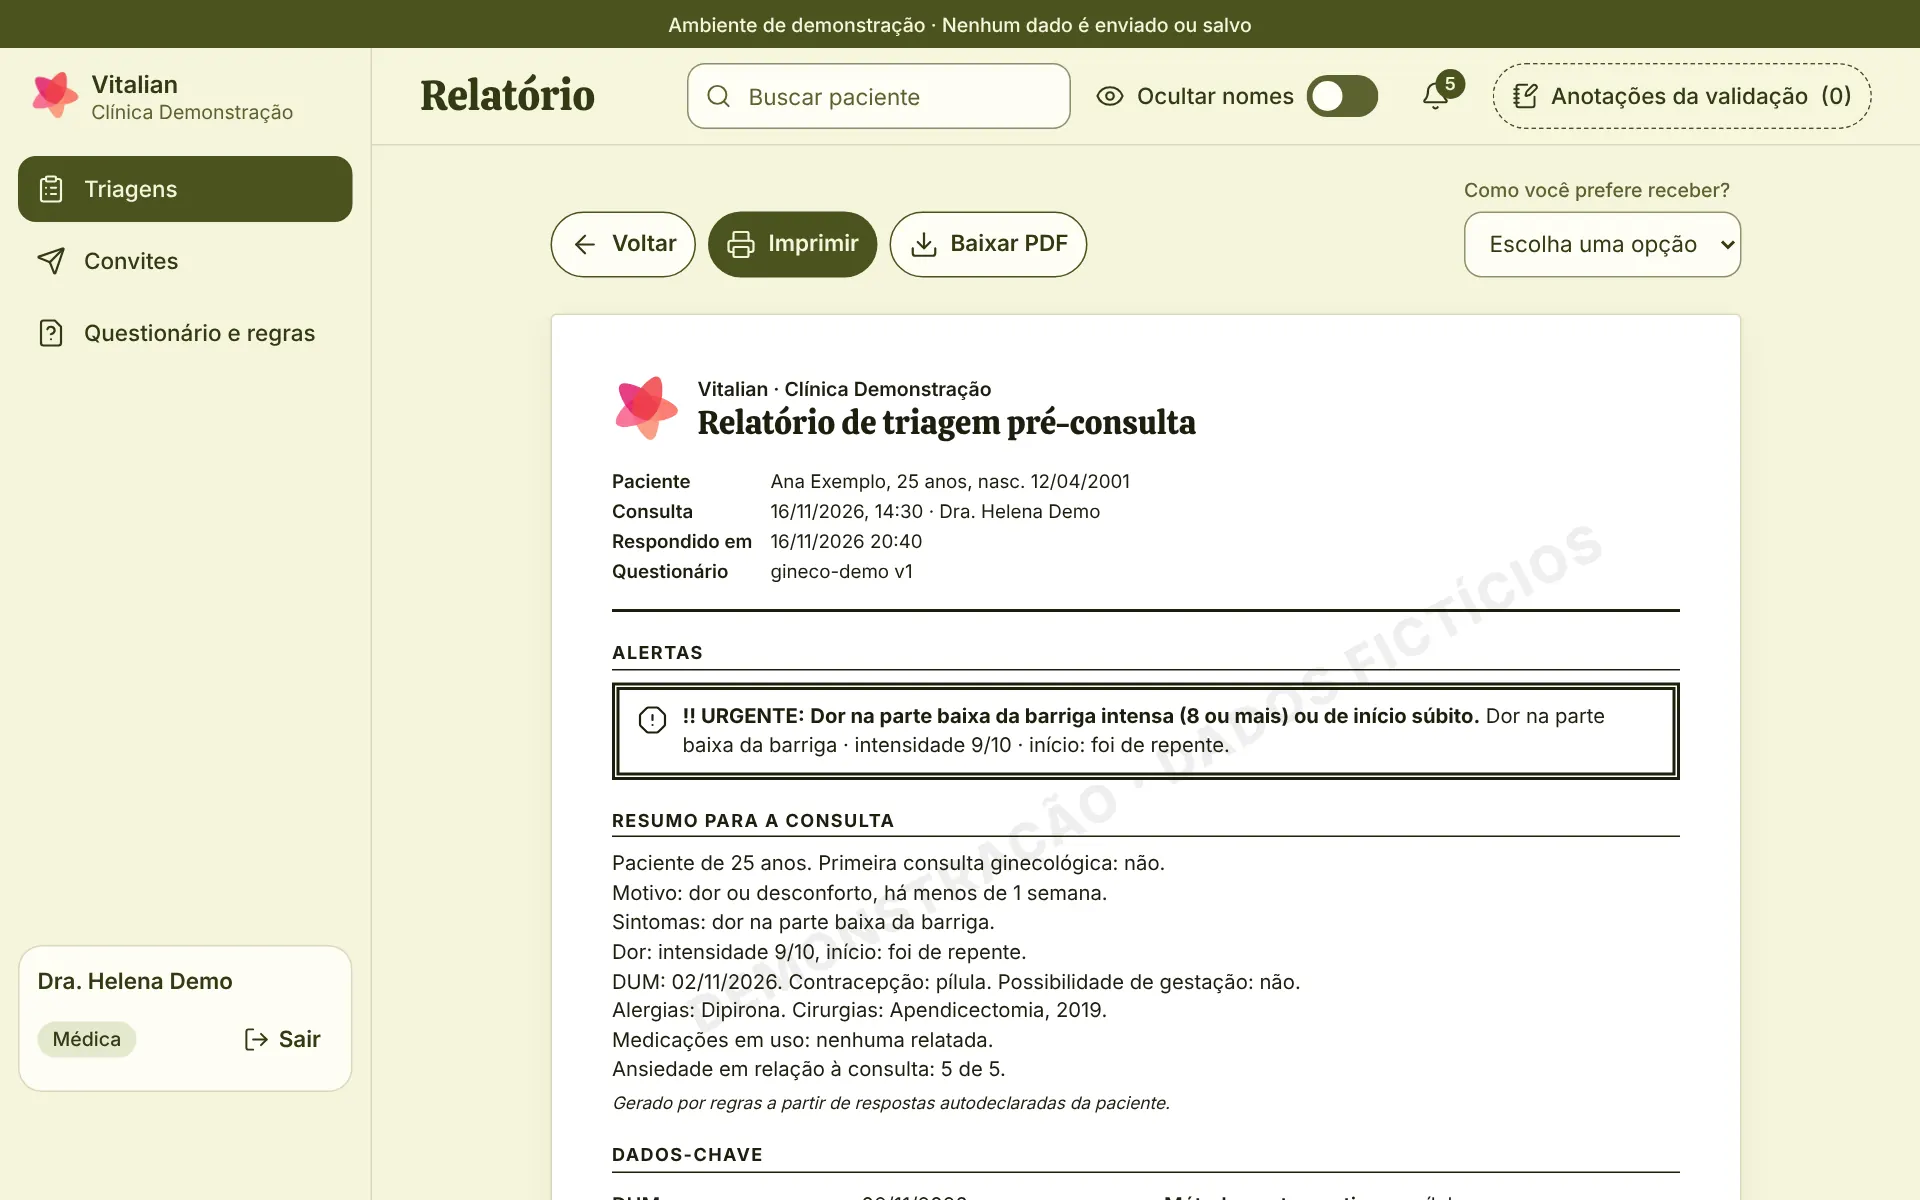 Ambiente de demonstração · Nenhum dado é enviado ou salvo
Vitalian
Clínica Demonstração
Triagens
Convites
Questionário e regras
Dra. Helena Demo
Médica
Sair
Relatório
Buscar paciente
Ocultar nomes
5
Anotações da validação (0)
Como você prefere receber?
Voltar
Imprimir
Baixar PDF
Escolha uma opção
Vitalian · Clínica Demonstração
Relatório de triagem pré-consulta
Paciente Ana Exemplo, 25 anos, nasc. 12/04/2001
Consulta 16/11/2026, 14:30 · Dra. Helena Demo
Respondido em 16/11/2026 20:40
Questionário gineco-demo v1
ALERTAS
!! URGENTE: Dor na parte baixa da barriga intensa (8 ou mais) ou de início súbito. Dor na parte
baixa da barriga · intensidade 9/10 · início: foi de repente.
RESUMO PARA A CONSULTA
Paciente de 25 anos. Primeira consulta ginecológica: não.
Motivo: dor ou desconforto, há menos de 1 semana.
Sintomas: dor na parte baixa da barriga.
Dor: intensidade 9/10, início: foi de repente.
DUM: 02/11/2026. Contracepção: pílula. Possibilidade de gestação: não.
Alergias: Dipirona. Cirurgias: Apendicectomia, 2019.
Medicações em uso: nenhuma relatada.
Ansiedade em relação à consulta: 5 de 5.
Gerado por regras a partir de respostas autodeclaradas da paciente.
DADOS-CHAVE
DEMONSTRAÇÃO · DADOS FICTÍCIOS